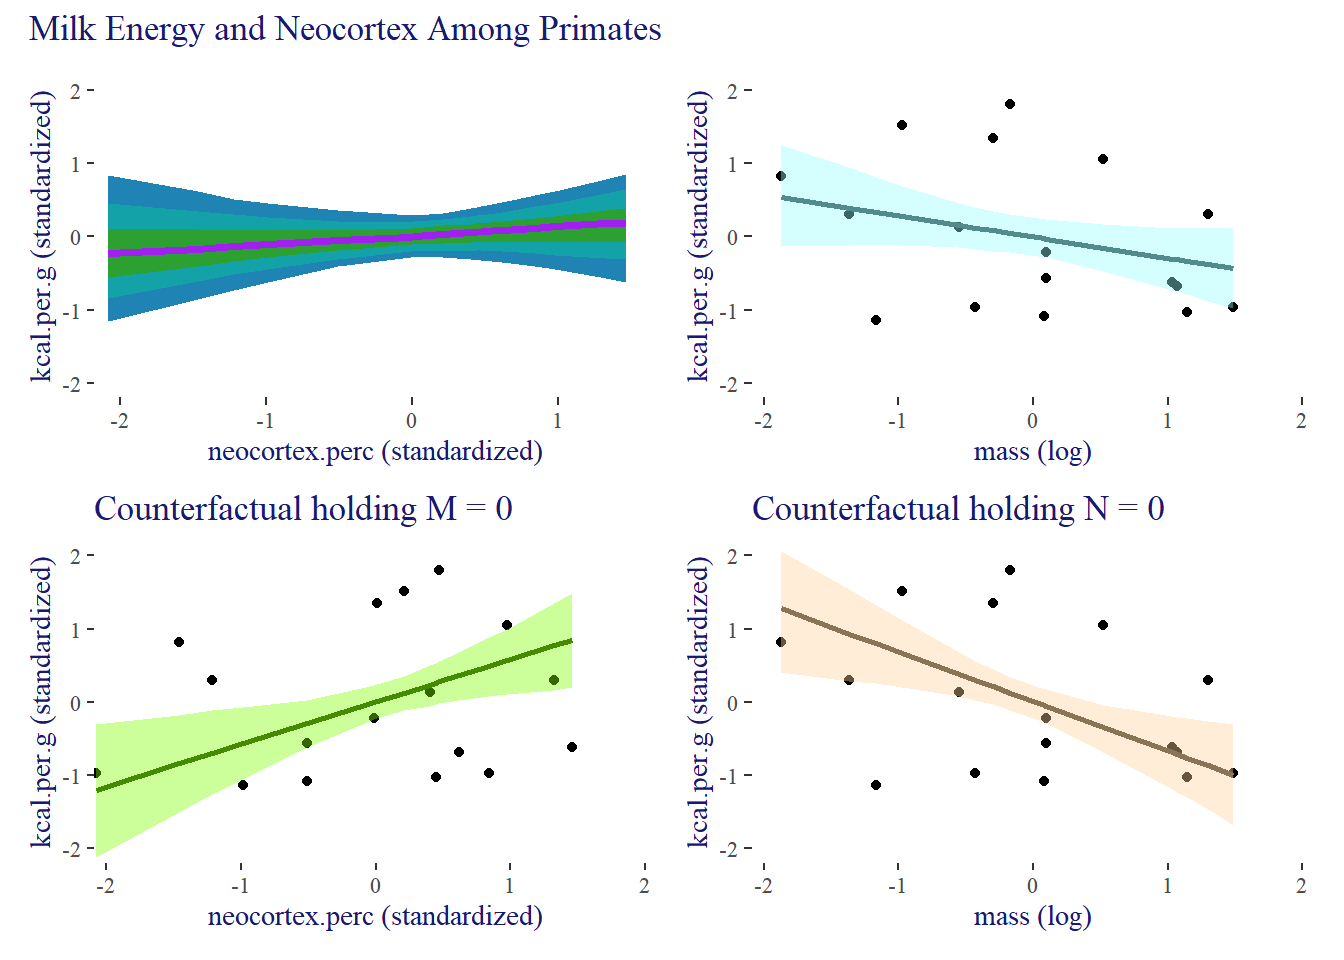 Milk Energy and Neocortex Among Primates
kcal.per.g (standardized)
2
1
0
-1
-2
-2 -1 0 1
neocortex.perc (standardized)
kcal.per.g (standardized)
2
1
0
-1
-2
-2 -1 0 1 2
mass (log)
Counterfactual holding M = 0
kcal.per.g (standardized)
2
1
0
-1
-2
-2 -1 0 1 2
neocortex.perc (standardized)
Counterfactual holding N = 0
kcal.per.g (standardized)
2
1
0
-1
-2
-2 -1 0 1 2
mass (log)